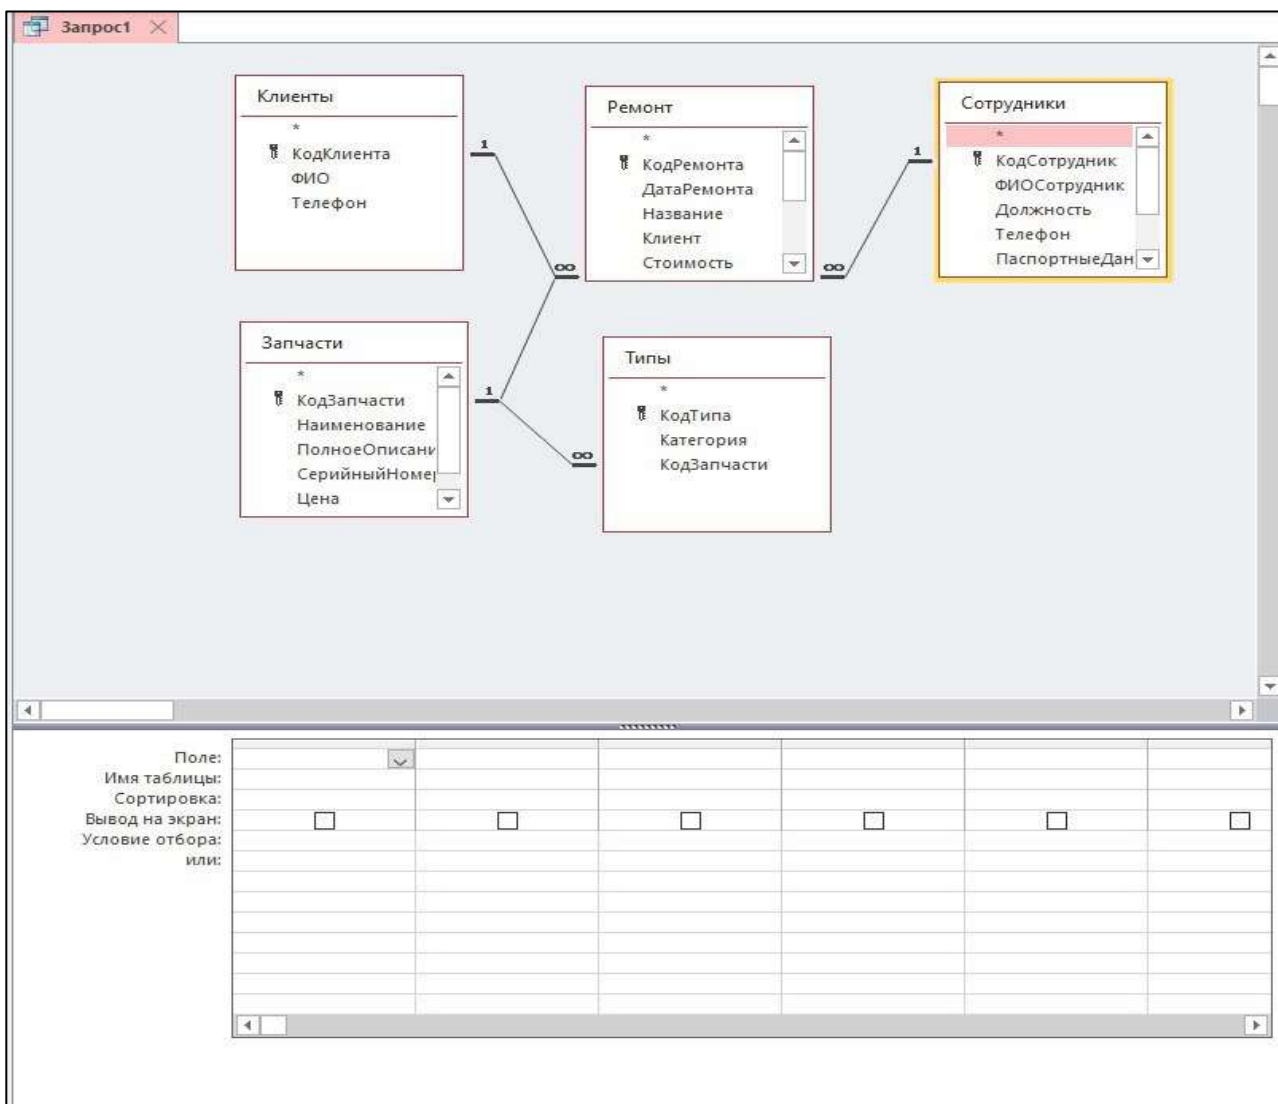 Запрос1
Клиенты
*
КодКлиента
ФИО
Телефон
1
∞
Ремонт
*
КодРемонта
ДатаРемонта
Название
Клиент
Стоимость
∞
1
Сотрудники
*
КодСотрудник
ФИОСотрудник
Должность
Телефон
ПаспортныеДан
Запчасти
*
КодЗапчасти
Наименование
ПолноеОписани
СерийныйНомер
Цена
1
∞
Типы
*
КодТипа
Категория
КодЗапчасти
Поле:
Имя таблицы:
Сортировка:
Вывод на экран:
Условие отбора:
или: